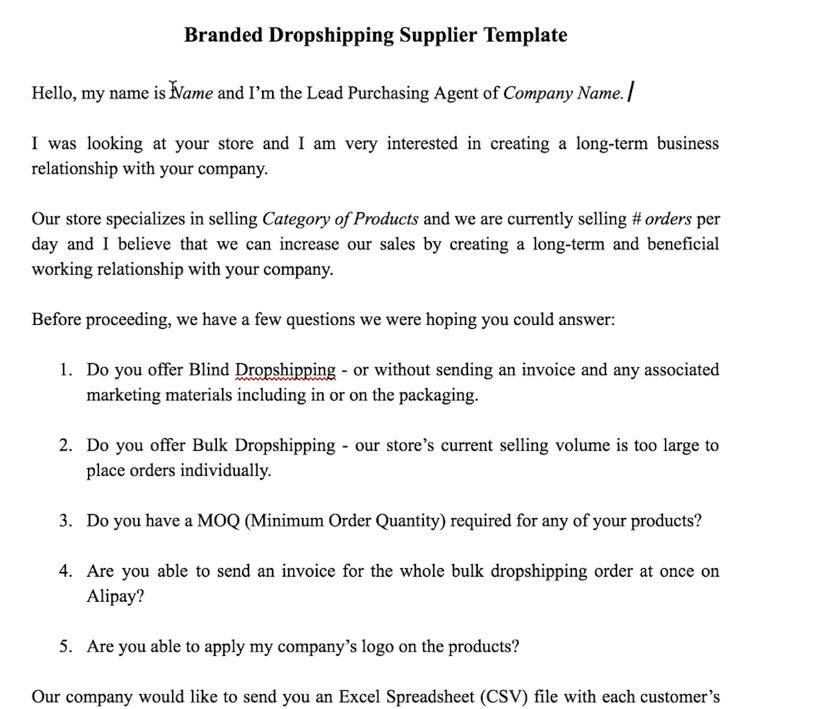 Branded Dropshipping Supplier Template
Hello, my name is Name and I'm the Lead Purchasing Agent of Company Name.
I was looking at your store and I am very interested in creating a long-term business
relationship with your company.
Our store specializes in selling Category of Products and we are currently selling # orders per
day and I believe that we can increase our sales by creating a long-term and beneficial
working relationship with your company.
Before proceeding, we have a few questions we were hoping you could answer:
1. Do you offer Blind Dropshipping - or without sending an invoice and any associated
marketing materials including in or on the packaging.
2. Do you offer Bulk Dropshipping - our store's current selling volume is too large to
place orders individually.
3. Do you have a MOQ (Minimum Order Quantity) required for any of your products?
4. Are you able to send an invoice for the whole bulk dropshipping order at once on
Alipay?
5. Are you able to apply my company's logo on the products?
Our company would like to send you an Excel Spreadsheet (CSV) file with each customer's